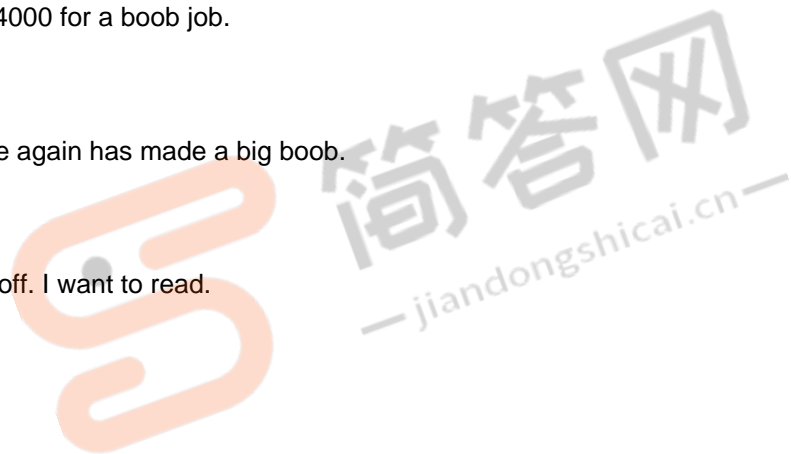 4000 for a boob job.
简答网
e again has made a big boob.
jiandongshicai.cn
off. I want to read.